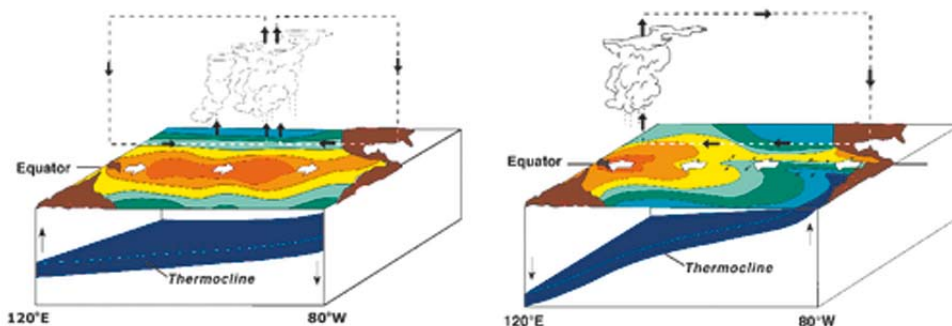 Equator
Thermocline
120°E
80°W
Equator
Thermocline
120°E
80°W